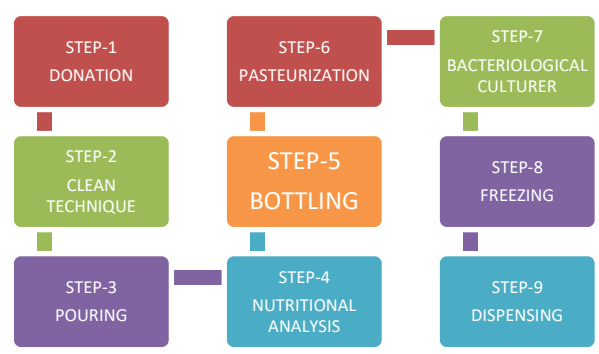 STEP-1
DONATION
STEP-2
CLEAN
TECHNIQUE
STEP-3
POURING
STEP-4
NUTRITIONAL
ANALYSIS
STEP-5
BOTTLING
STEP-6
PASTEURIZATION
STEP-7
BACTERIOLOGICAL
CULTURER
STEP-8
FREEZING
STEP-9
DISPENSING